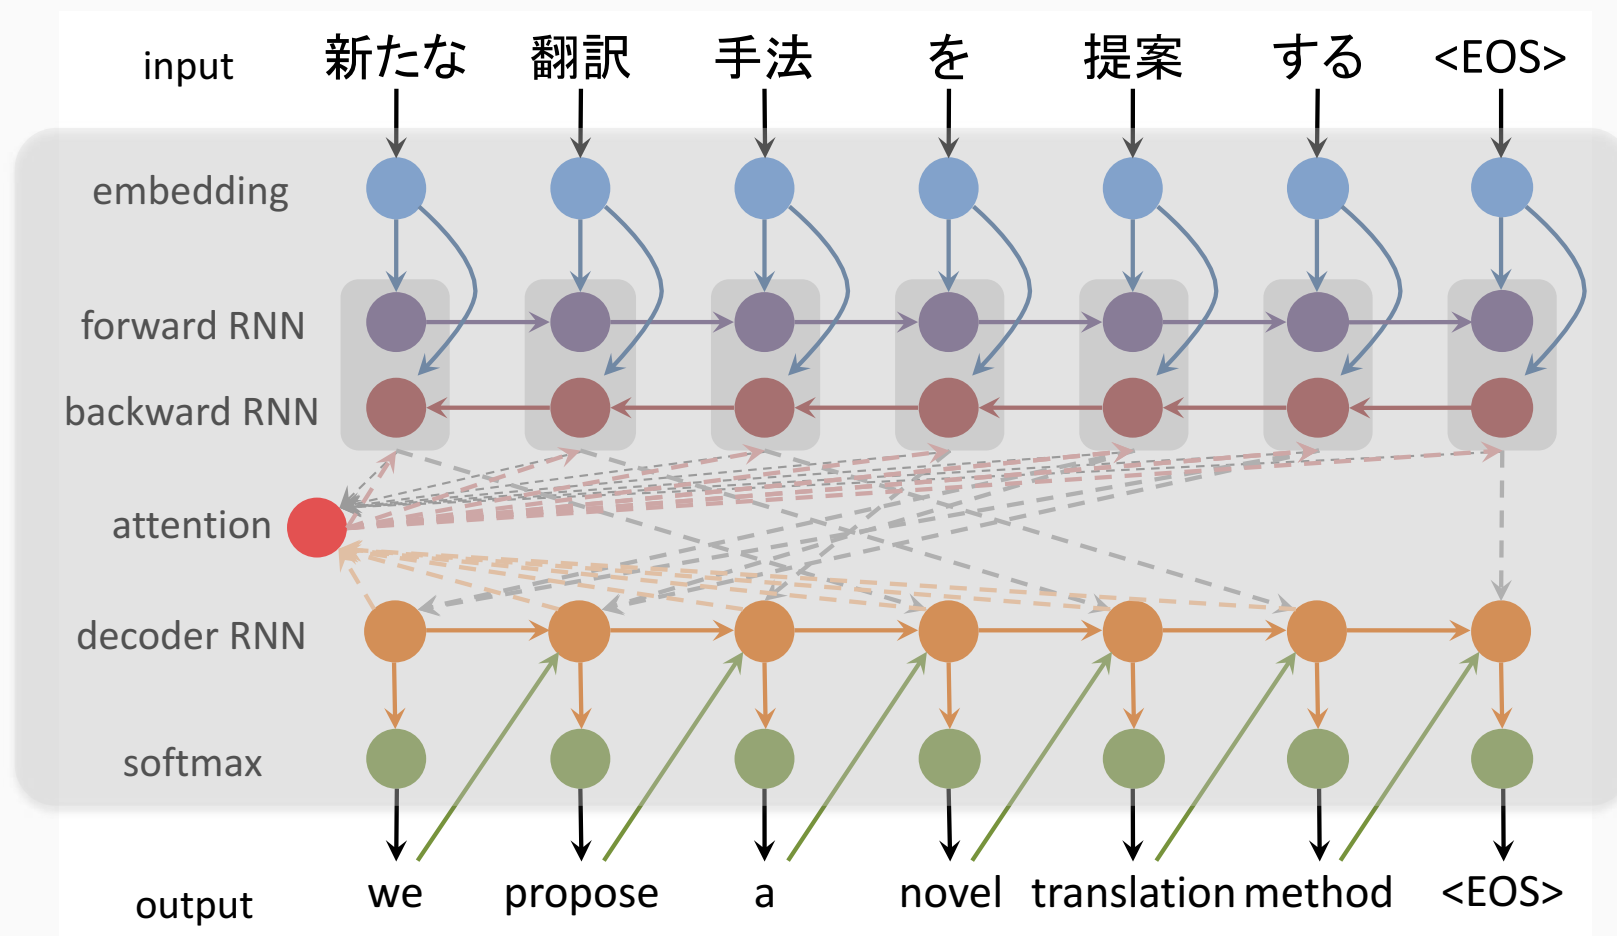 input 新たな 翻訳 手法 を 提案 する <EOS>
embedding
forward RNN
backward RNN
attention
decoder RNN
softmax
output we propose a novel translation method <EOS>